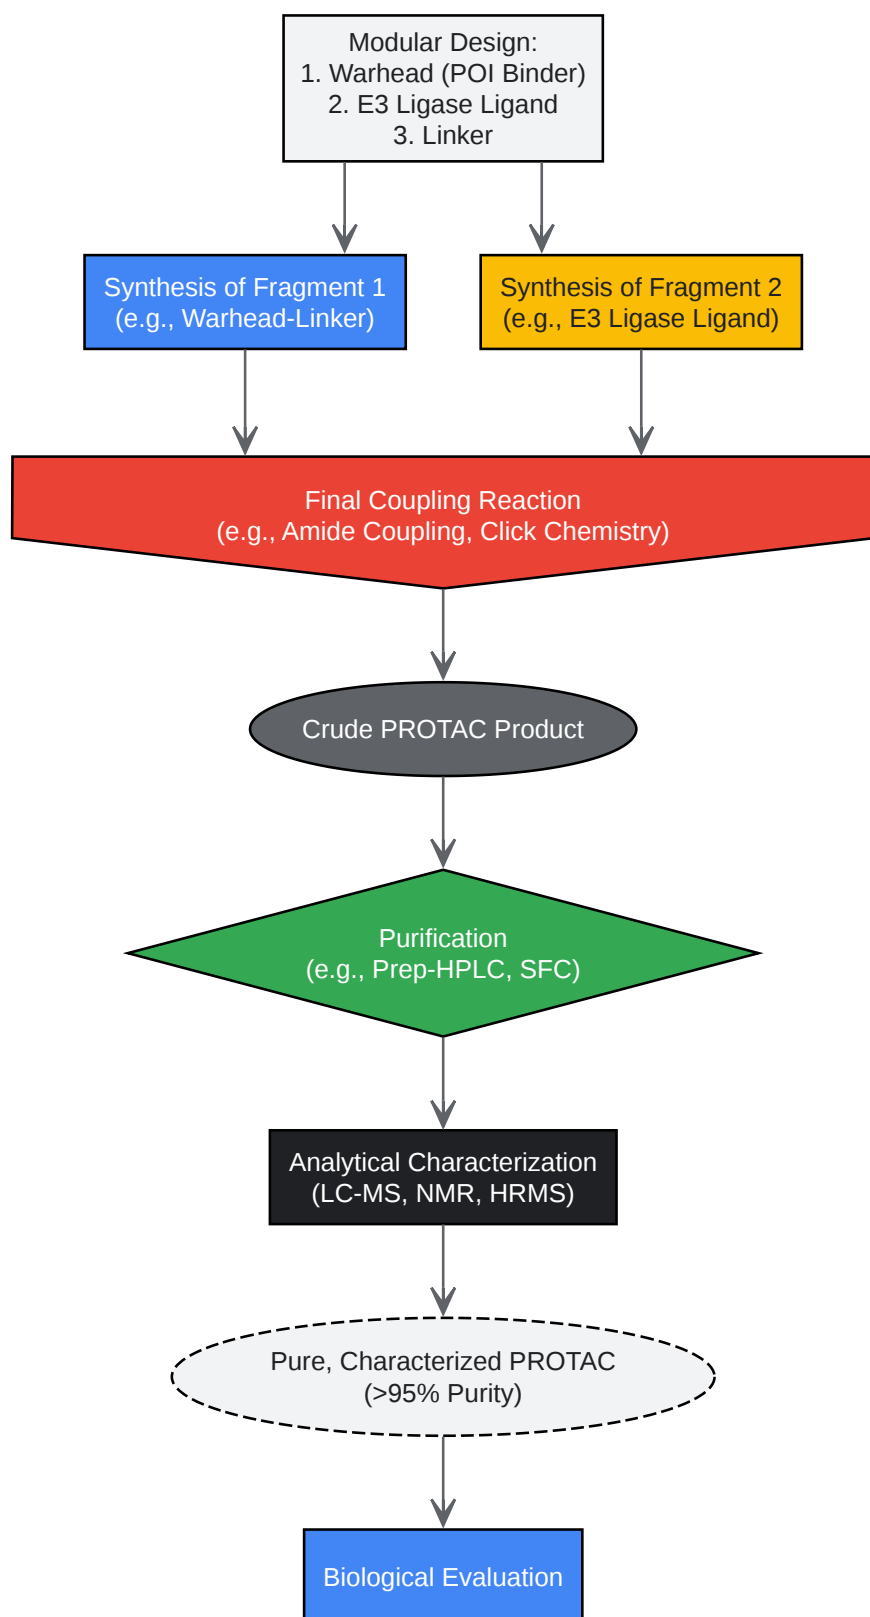 Modular Design:
1. Warhead (POI Binder)
2. E3 Ligase Ligand
3. Linker
Synthesis of Fragment 1
(e.g., Warhead-Linker)
Synthesis of Fragment 2
(e.g., E3 Ligase Ligand)
Final Coupling Reaction
(e.g., Amide Coupling, Click Chemistry)
Crude PROTAC Product
Purification
(e.g., Prep-HPLC, SFC)
Analytical Characterization
(LC-MS, NMR, HRMS)
Pure, Characterized PROTAC
(>95% Purity)
Biological Evaluation